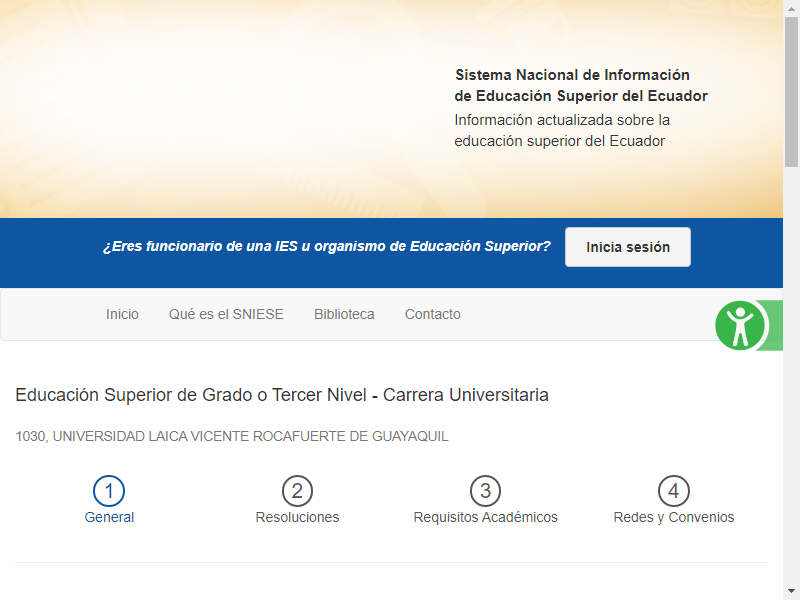 Sistema Nacional de Información
de Educación Superior del Ecuador
Información actualizada sobre la
educación superior del Ecuador
¿Eres funcionario de una IES u organismo de Educación Superior?
Inicia sesión
Inicio
Qué es el SNIESE
Biblioteca
Contacto
Educación Superior de Grado o Tercer Nivel - Carrera Universitaria
1030, UNIVERSIDAD LAICA VICENTE ROCAFUERTE DE GUAYAQUIL
1
General
2
Resoluciones
3
Requisitos Académicos
4
Redes y Convenios